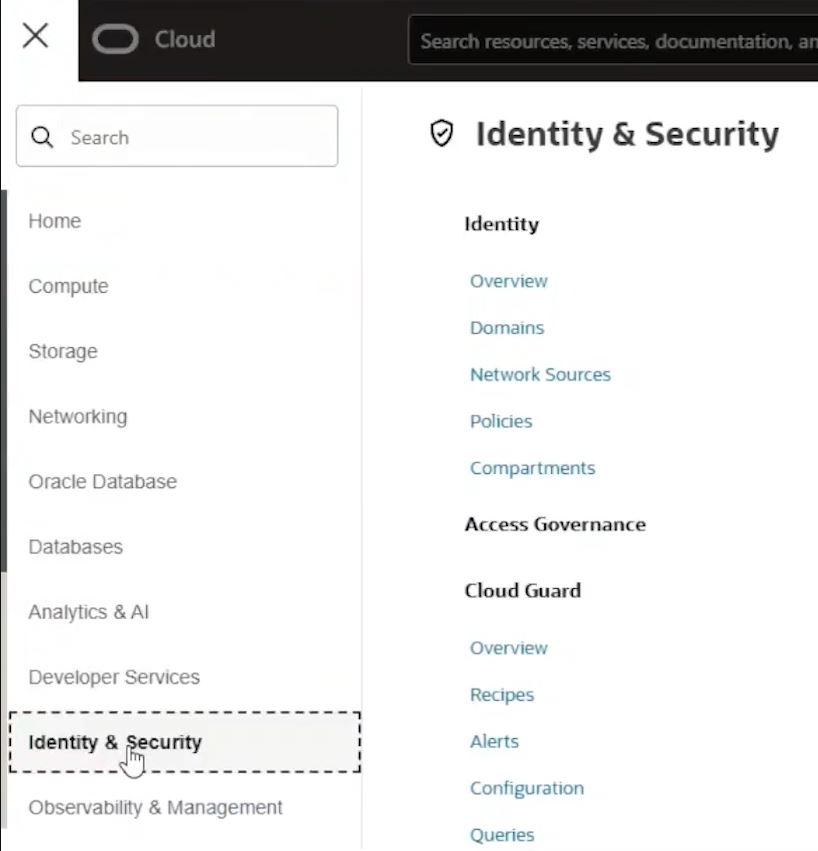 Cloud
Search resources, services, documentation, an
Search
Home
Compute
Storage
Networking
Oracle Database
Databases
Analytics & AI
Developer Services
Identity & Security
Observability & Management
Identity & Security
Identity
Overview
Domains
Network Sources
Policies
Compartments
Access Governance
Cloud Guard
Overview
Recipes
Alerts
Configuration
Queries